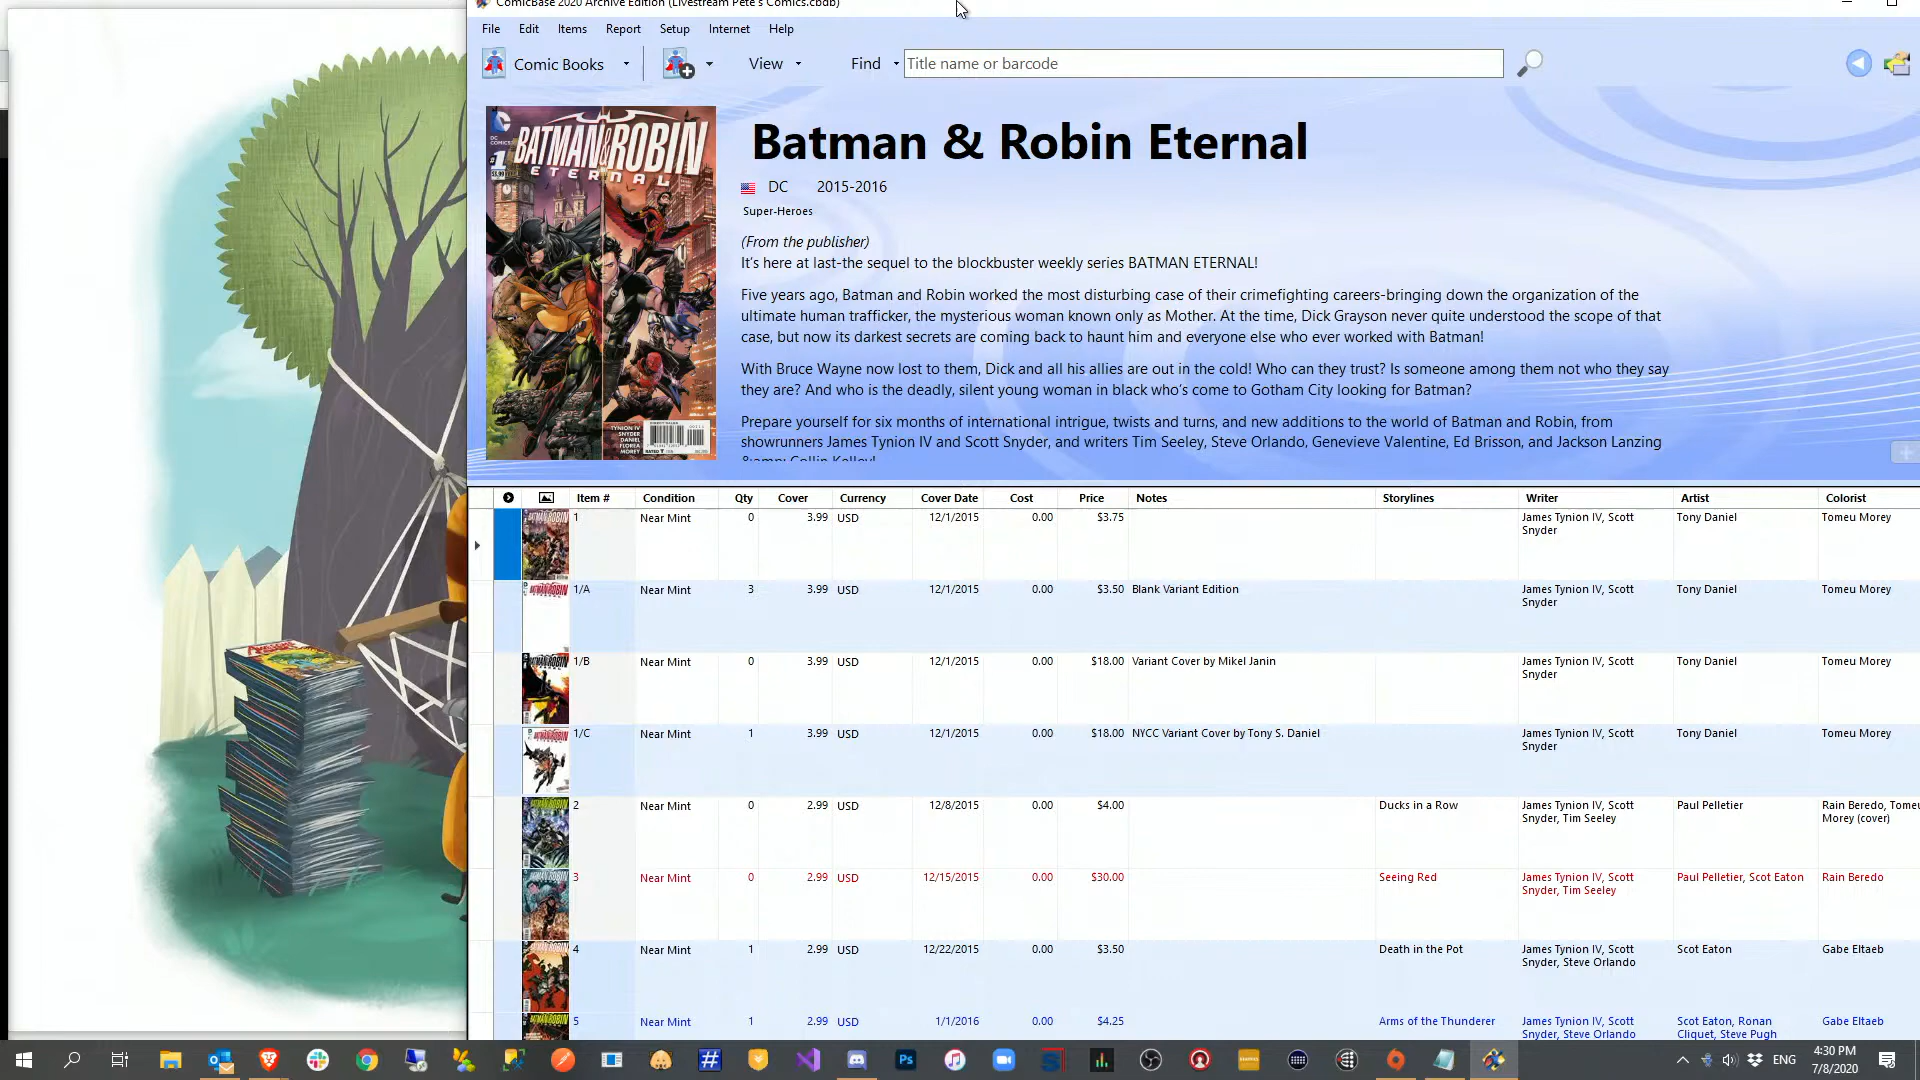 ComicBase 2020 Archive Edition (Livestream Pete's Comics.cbdb)
File Edit Items Report Setup Internet Help
Comic Books View Find Title name or barcode
Batman & Robin Eternal
DC COMICS
#1
$3.99
BATMAN & ROBIN
ETERNAL
TYNION IV
SNYDER
DANIEL
FLOREA
MOREY
DC 2015-2016
Super-Heroes
(From the publisher)
It's here at last-the sequel to the blockbuster weekly series BATMAN ETERNAL!
Five years ago, Batman and Robin worked the most disturbing case of their crimefighting careers-bringing down the organization of the
ultimate human trafficker, the mysterious woman known only as Mother. At the time, Dick Grayson never quite understood the scope of that
case, but now its darkest secrets are coming back to haunt him and everyone else who ever worked with Batman!
With Bruce Wayne now lost to them, Dick and all his allies are out in the cold! Who can they trust? Is someone among them not who they say
they are? And who is the deadly, silent young woman in black who's come to Gotham City looking for Batman?
Prepare yourself for six months of international intrigue, twists and turns, and new additions to the world of Batman and Robin, from
showrunners James Tynion IV and Scott Snyder, and writers Tim Seeley, Steve Orlando, Genevieve Valentine, Ed Brisson, and Jackson Lanzing
&amp; Collin Kelley!
Item # Condition Qty Cover Currency Cover Date Cost Price Notes Storylines Writer Artist Colorist
1 Near Mint 0 3.99 USD 12/1/2015 0.00 $3.75 James Tynion IV, Scott Tony Daniel Tomeu Morey
Snyder
1/A Near Mint 3 3.99 USD 12/1/2015 0.00 $3.50 Blank Variant Edition James Tynion IV, Scott Tony Daniel Tomeu Morey
Snyder
1/B Near Mint 0 3.99 USD 12/1/2015 0.00 $18.00 Variant Cover by Mikel Janin James Tynion IV, Scott Tony Daniel Tomeu Morey
Snyder
1/C Near Mint 1 3.99 USD 12/1/2015 0.00 $18.00 NYCC Variant Cover by Tony S. Daniel James Tynion IV, Scott Tony Daniel Tomeu Morey
Snyder
2 Near Mint 0 2.99 USD 12/8/2015 0.00 $4.00 Ducks in a Row James Tynion IV, Scott Paul Pelletier Rain Beredo, Tomeu
Snyder, Tim Seeley Morey (cover)
3 Near Mint 0 2.99 USD 12/15/2015 0.00 $30.00 Seeing Red James Tynion IV, Scott Paul Pelletier, Scot Eaton Rain Beredo
Snyder, Tim Seeley
4 Near Mint 1 2.99 USD 12/22/2015 0.00 $3.50 Death in the Pot James Tynion IV, Scott Scot Eaton Gabe Eltaeb
Snyder, Steve Orlando
5 Near Mint 1 2.99 USD 1/1/2016 0.00 $4.25 Arms of the Thunderer James Tynion IV, Scott Scot Eaton, Ronan Gabe Eltaeb
Snyder, Steve Orlando Cliquet, Steve Pugh
ENG 4:30 PM
7/8/2020